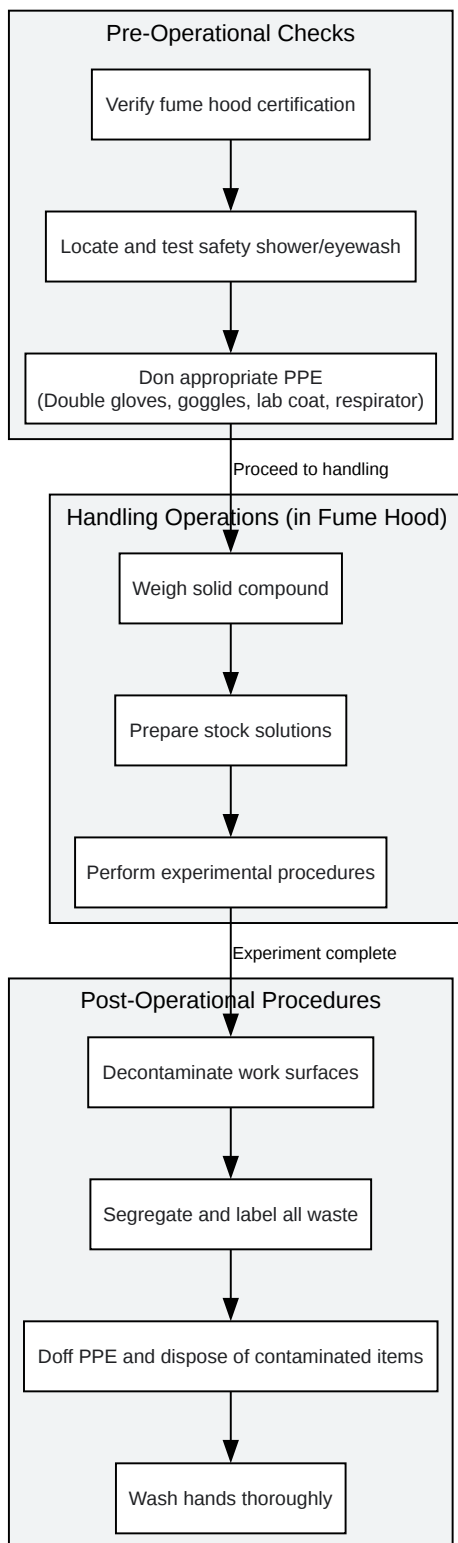 Pre-Operational Checks
Verify fume hood certification
Locate and test safety shower/eyewash
Don appropriate PPE
(Double gloves, goggles, lab coat, respirator)
Proceed to handling
Handling Operations (in Fume Hood)
Weigh solid compound
Prepare stock solutions
Perform experimental procedures
Experiment complete
Post-Operational Procedures
Decontaminate work surfaces
Segregate and label all waste
Doff PPE and dispose of contaminated items
Wash hands thoroughly